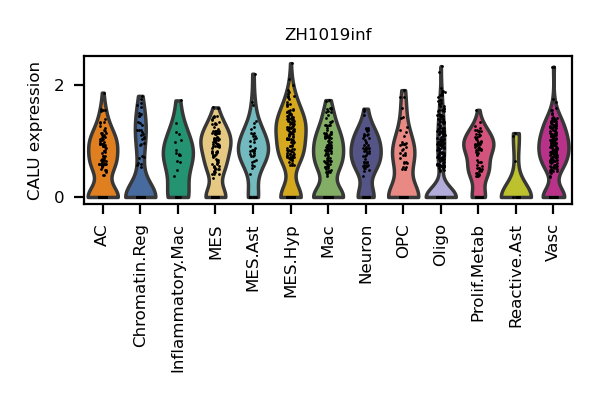 ZH1019inf
CALU expression
2
0
AC
Chromatin.Reg
Inflammatory.Mac
MES
MES.Ast
MES.Hyp
Mac
Neuron
OPC
Oligo
Prolif.Metab
Reactive.Ast
Vasc